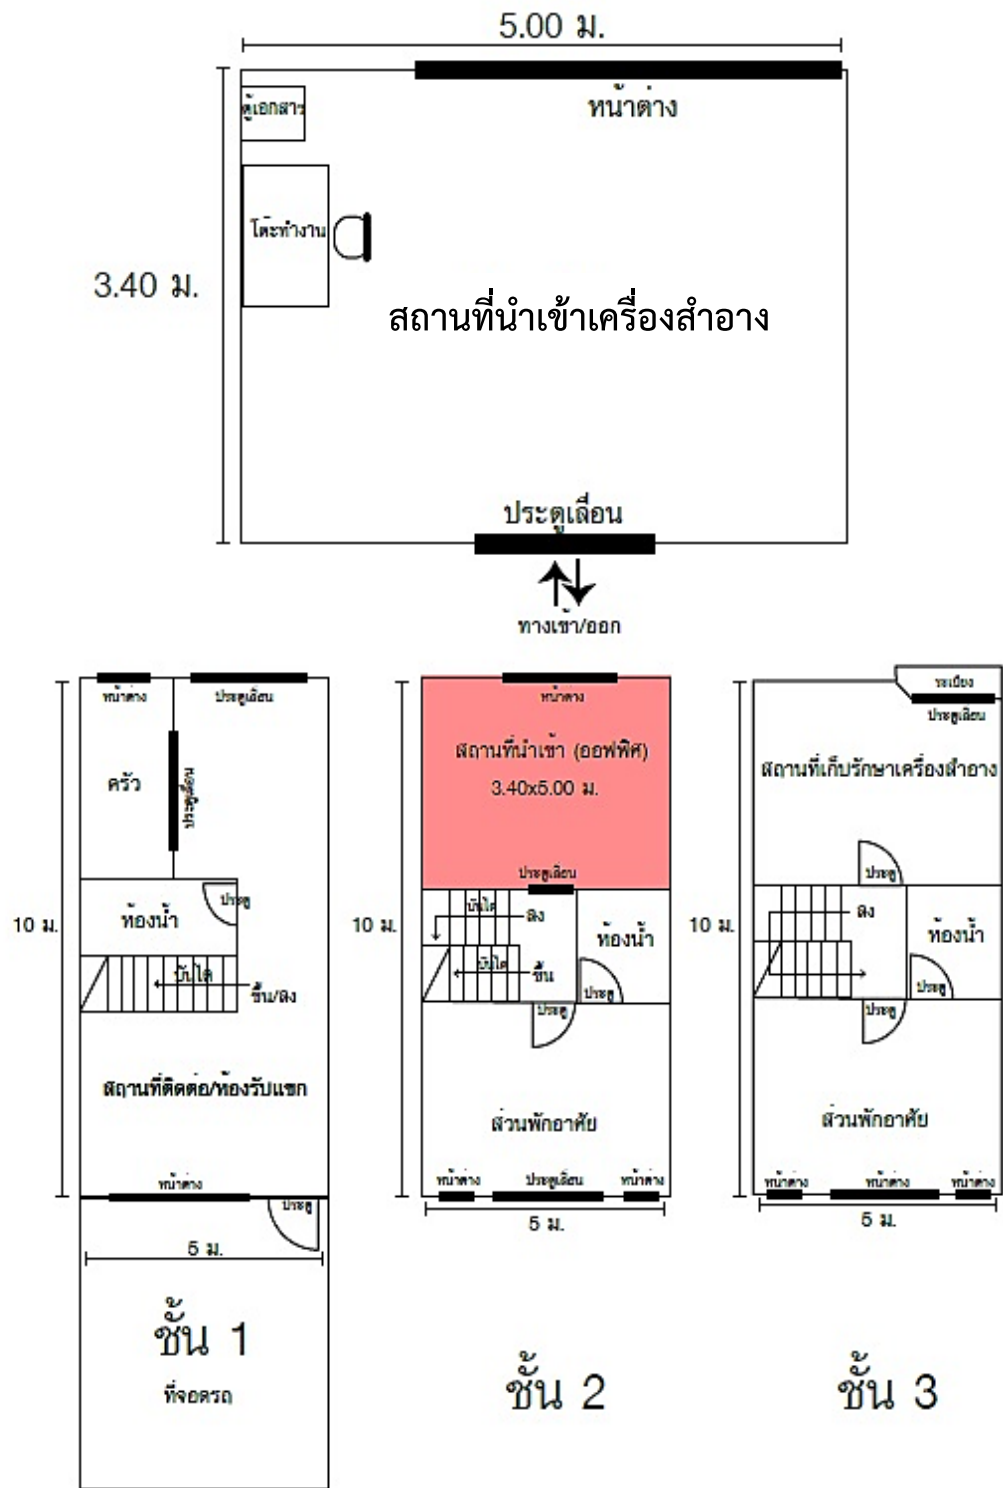 5.00 ม.
หน้าต่าง
ตู้เอกสาร
โต๊ะทำงาน
3.40 ม.
สถานที่นำเข้าเครื่องสำอาง
ประตูเลื่อน
ทางเข้า/ออก
หน้าต่าง
ประตูเลื่อน
ครัว
ประตูเลื่อน
10 ม.
ห้องน้ำ
ประตู
บันได
ขึ้น/ลง
สถานที่ติดต่อ/ห้องรับแขก
หน้าต่าง
ประตู
5 ม.
ชั้น 1
ที่จอดรถ
หน้าต่าง
สถานที่นำเข้า (ออฟฟิศ)
3.40x5.00 ม.
ประตูเลื่อน
10 ม.
บันได
ลง
บันได
ขึ้น
ห้องน้ำ
ประตู
ประตู
ส่วนพักอาศัย
หน้าต่าง
ประตูเลื่อน
หน้าต่าง
5 ม.
ชั้น 2
ระเบียง
ประตูเลื่อน
สถานที่เก็บรักษาเครื่องสำอาง
ประตู
10 ม.
ลง
ห้องน้ำ
ประตู
ประตู
ส่วนพักอาศัย
หน้าต่าง
หน้าต่าง
หน้าต่าง
5 ม.
ชั้น 3